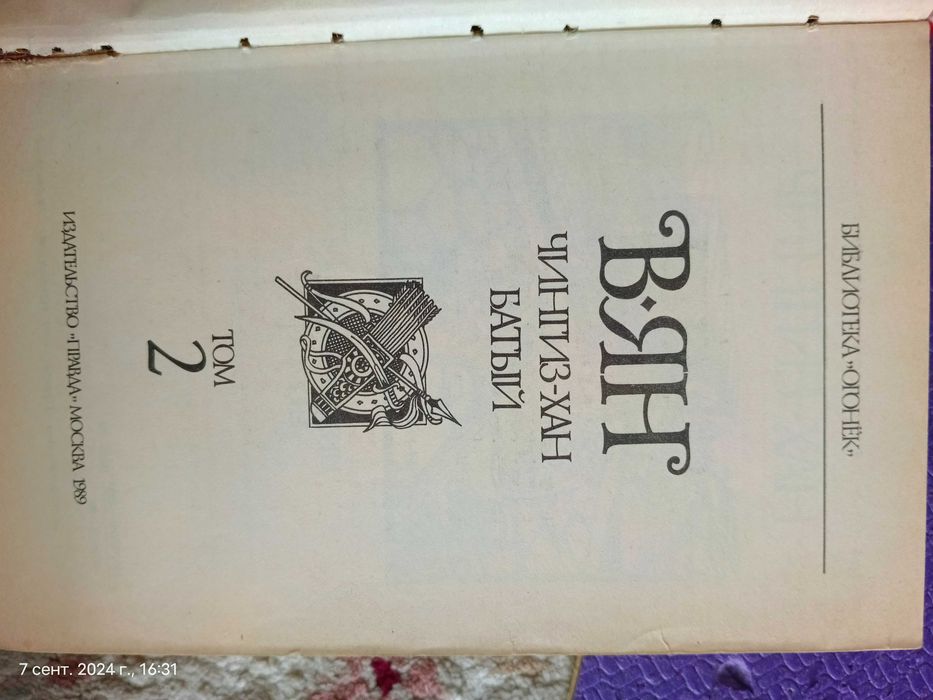 БИБЛИОТЕКА «ОГОНЁК»
В·ЯН
ЧИНГИЗ-ХАН
БАТЫЙ
ТОМ
2
ИЗДАТЕЛЬСТВО «ПРАВДА» МОСКВА 1989
7 сент. 2024 г., 16:31